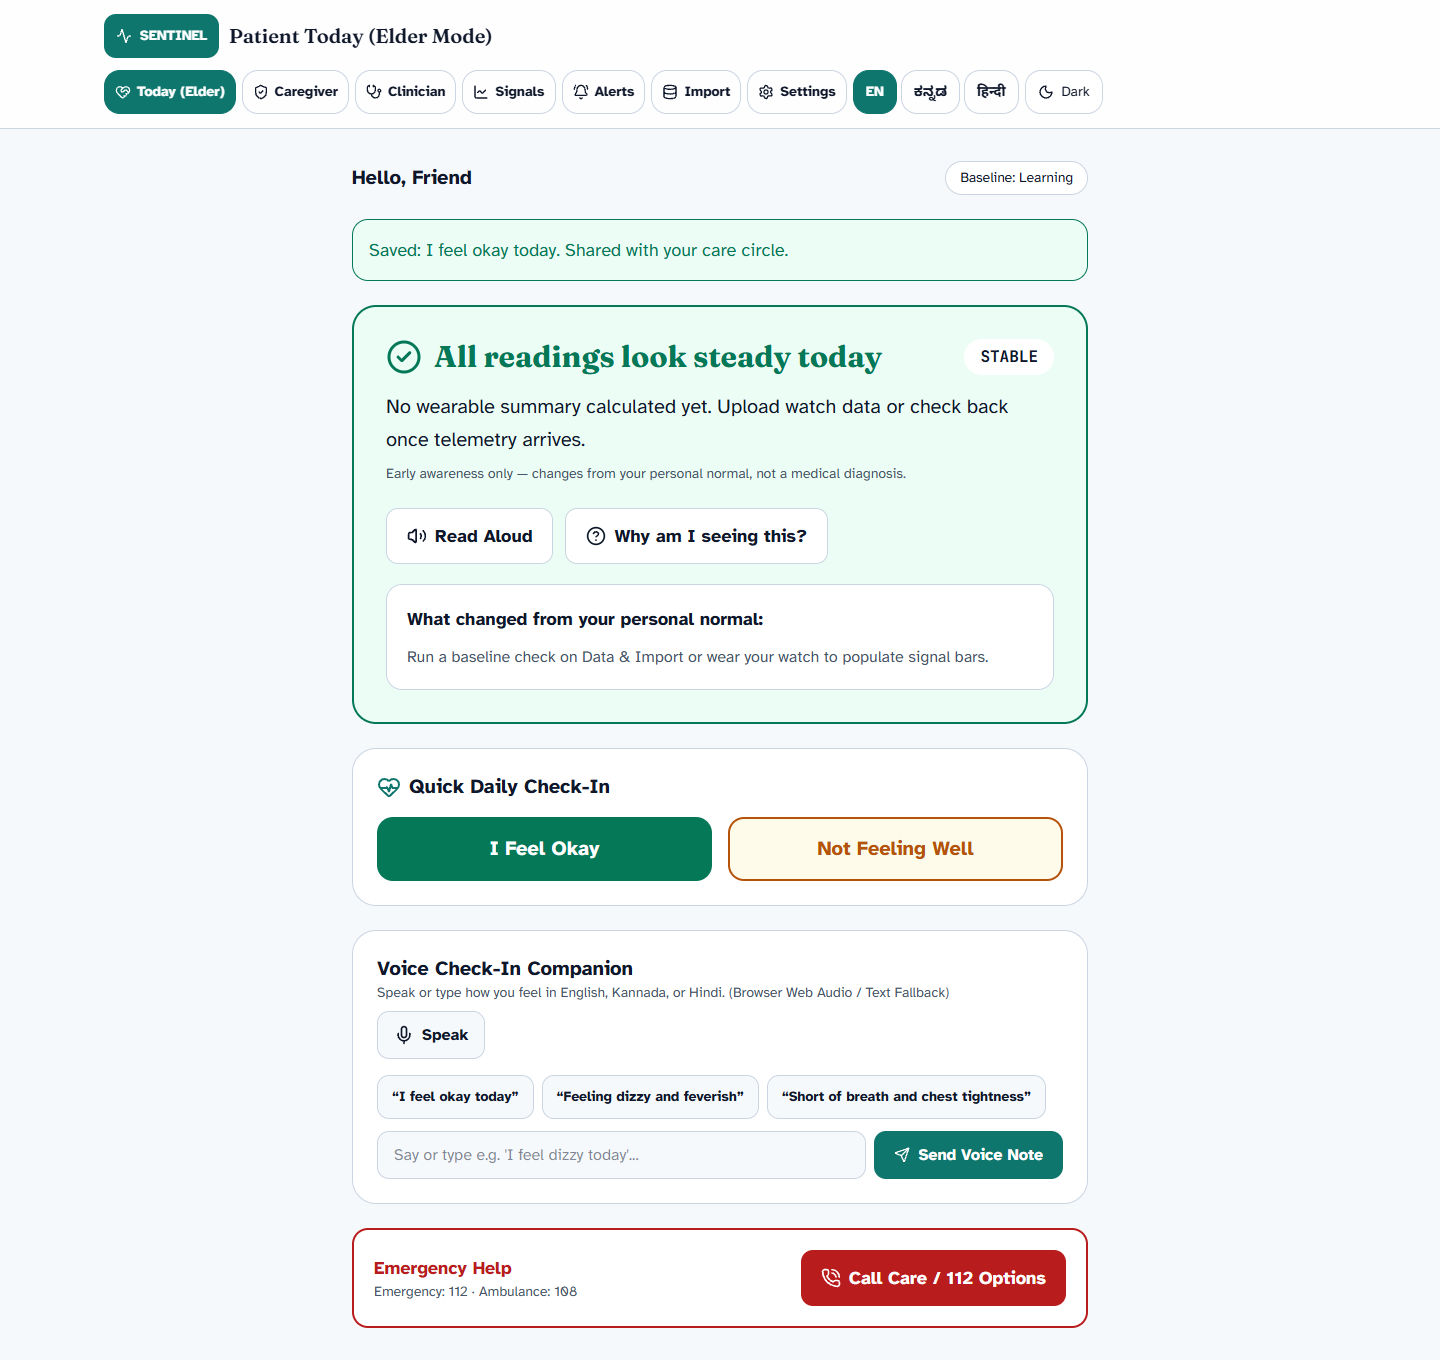 SENTINEL Patient Today (Elder Mode)
Today (Elder) Caregiver Clinician Signals Alerts Import Settings EN ಕನ್ನಡ हिन्दी Dark
Hello, Friend Baseline: Learning
Saved: I feel okay today. Shared with your care circle.
All readings look steady today STABLE
No wearable summary calculated yet. Upload watch data or check back
once telemetry arrives.
Early awareness only — changes from your personal normal, not a medical diagnosis.
Read Aloud Why am I seeing this?
What changed from your personal normal:
Run a baseline check on Data & Import or wear your watch to populate signal bars.
Quick Daily Check-In
I Feel Okay Not Feeling Well
Voice Check-In Companion
Speak or type how you feel in English, Kannada, or Hindi. (Browser Web Audio / Text Fallback)
Speak
“I feel okay today” “Feeling dizzy and feverish” “Short of breath and chest tightness”
Say or type e.g. 'I feel dizzy today'... Send Voice Note
Emergency Help
Emergency: 112 · Ambulance: 108
Call Care / 112 Options